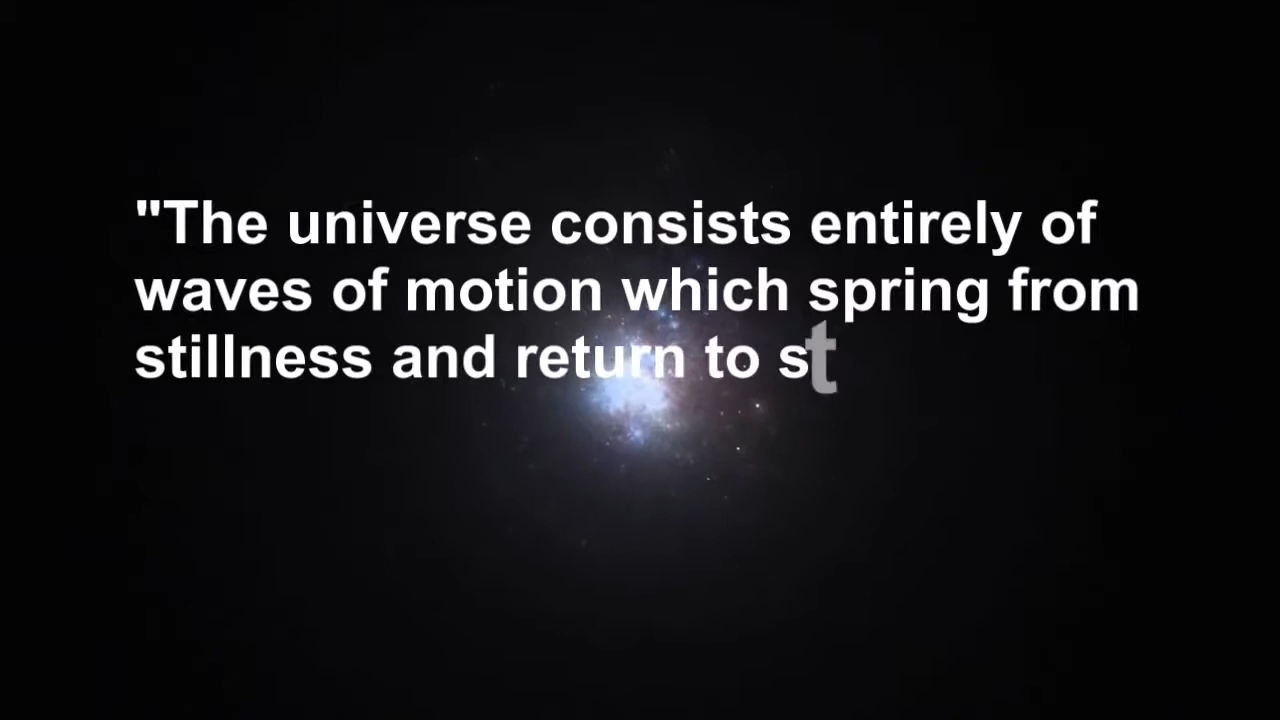 "The universe consists entirely of
waves of motion which spring from
stillness and return to st